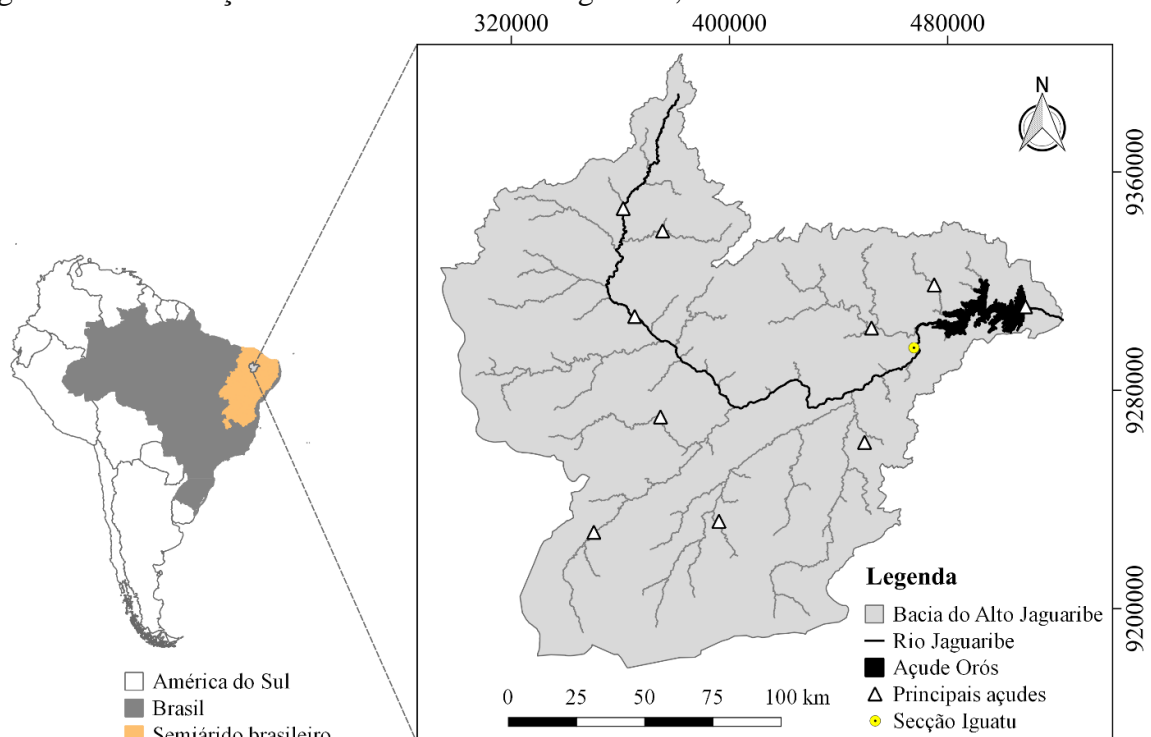 320000 400000 480000
N
9360000
9280000
9200000
Legenda
Bacia do Alto Jaguaribe
Rio Jaguaribe
Açude Orós
Principais açudes
Secção Iguatu
0 25 50 75 100 km
América do Sul
Brasil
Semiárido brasileiro